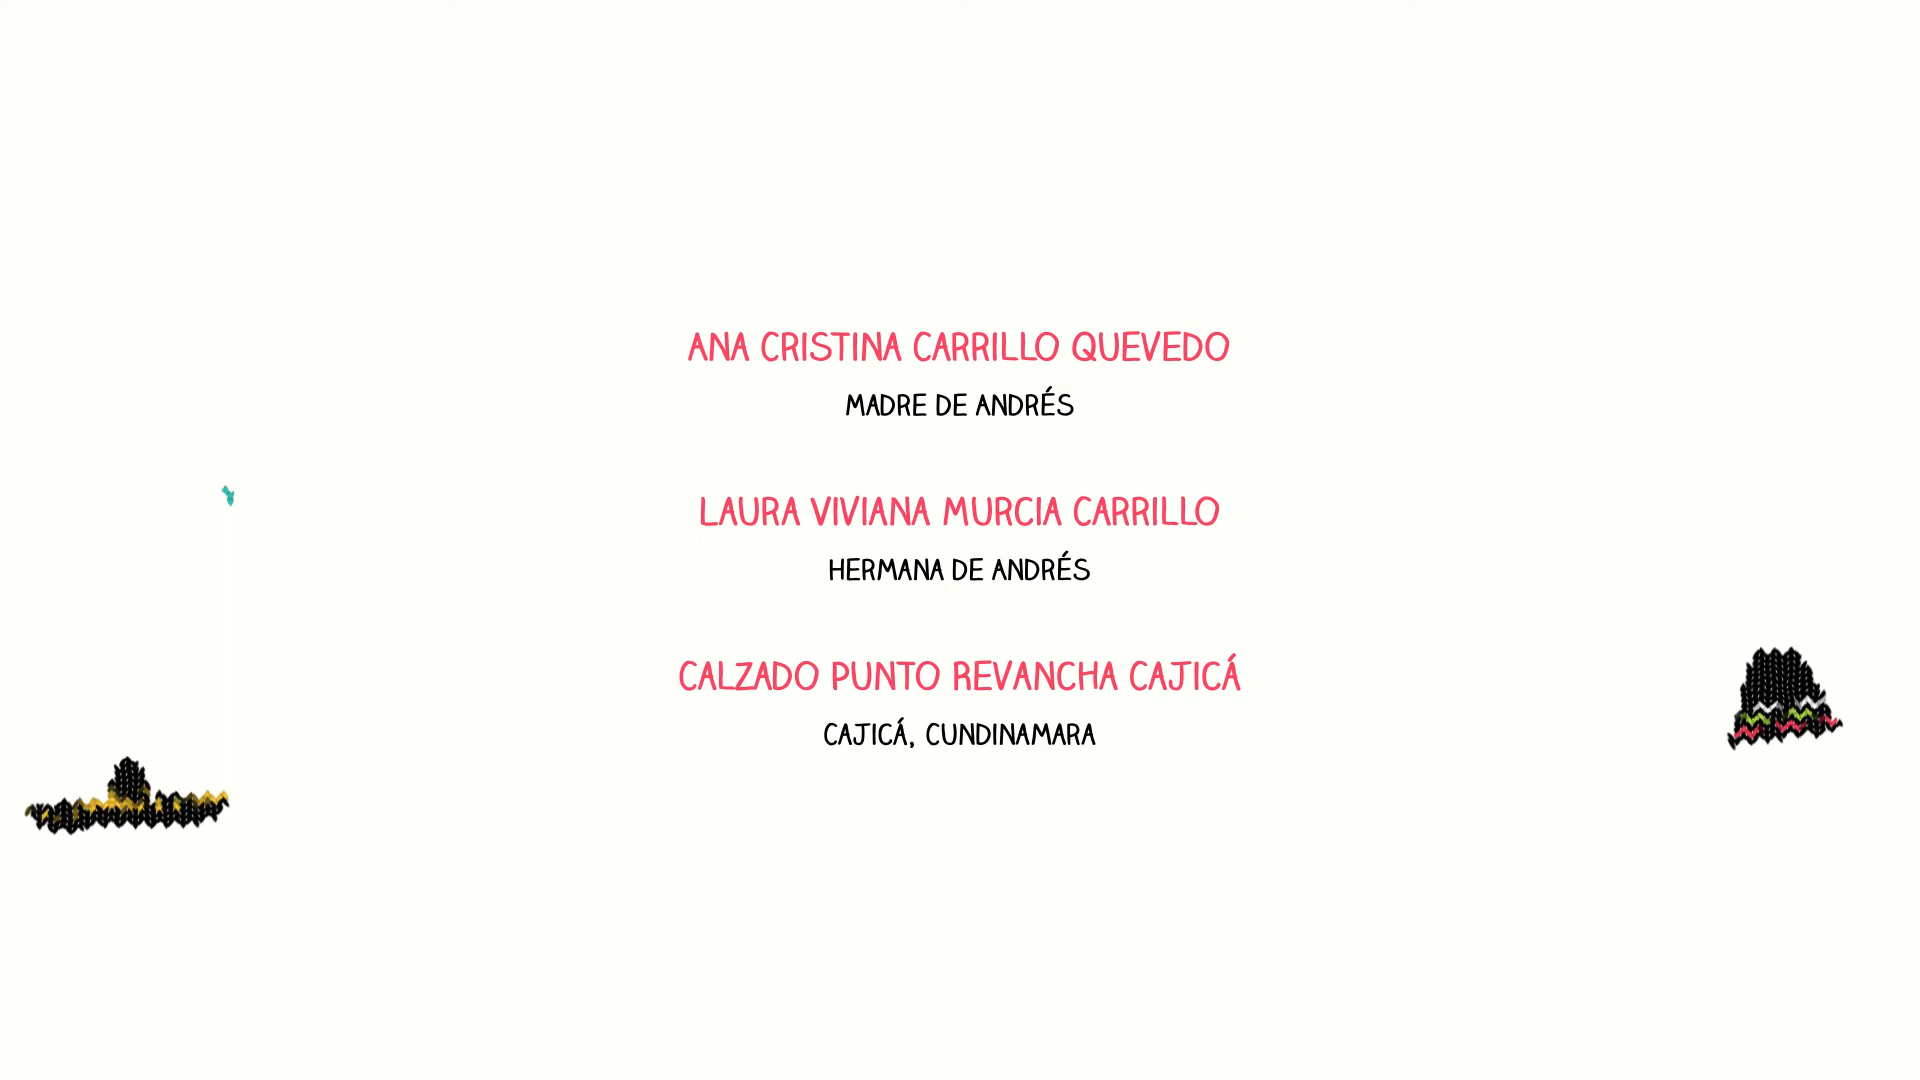 ANA CRISTINA CARRILLO QUEVEDO
MADRE DE ANDRÉS
LAURA VIVIANA MURCIA CARRILLO
HERMANA DE ANDRÉS
CALZADO PUNTO REVANCHA CAJICÁ
CAJICÁ, CUNDINAMARA